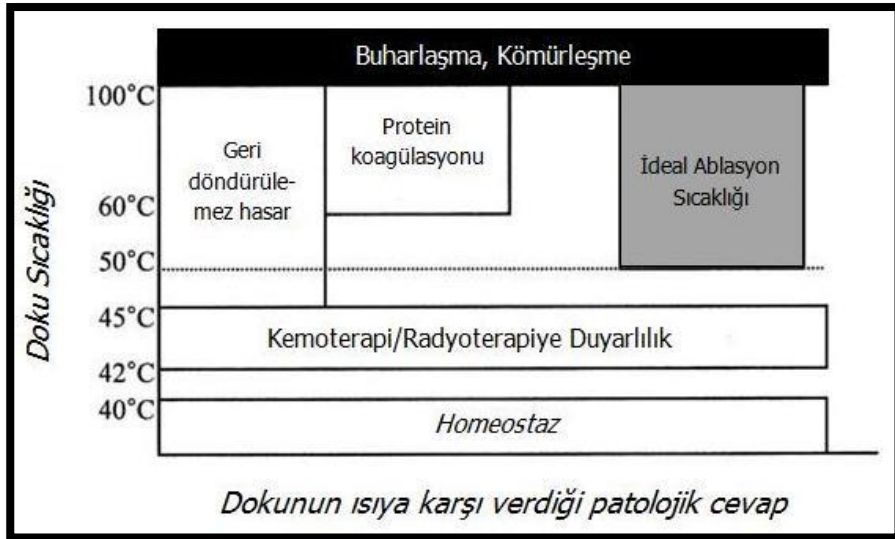 Buharlaşma, Kömürleşme
100°C
60°C
50°C
45°C
42°C
40°C
Doku Sıcaklığı
Geri
döndürüle-
mez hasar
Protein
koagülasyonu
İdeal Ablasyon
Sıcaklığı
Kemoterapi/Radyoterapiye Duyarlılık
Homeostaz
Dokunun ısıya karşı verdiği patolojik cevap